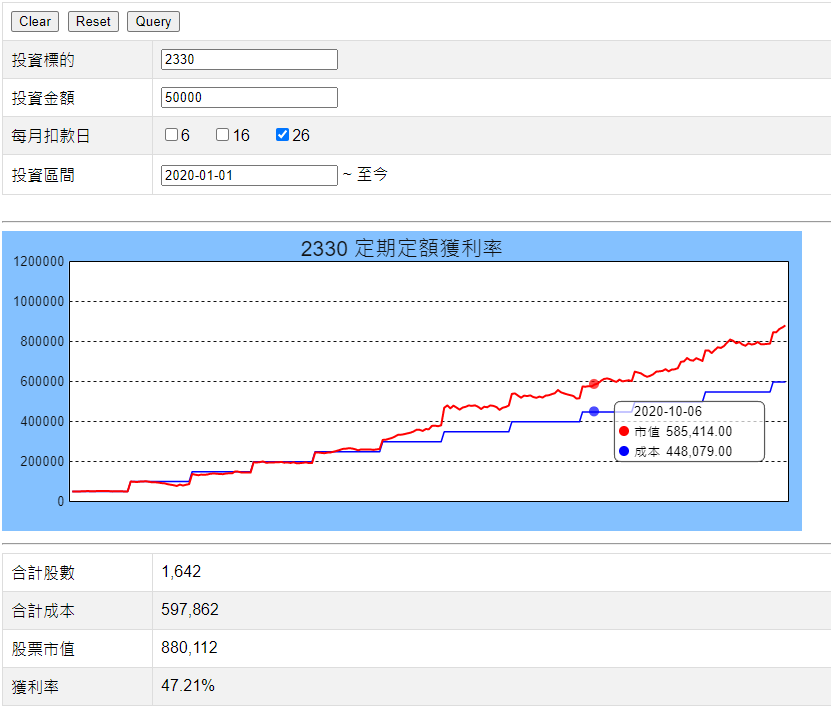 Clear Reset Query
投資標的 2330
投資金額 50000
每月扣款日 6 16 26
投資區間 2020-01-01 ~ 至今
2330 定期定額獲利率
1200000
1000000
800000
600000
400000
200000
0
2020-10-06
市值 585,414.00
成本 448,079.00
合計股數 1,642
合計成本 597,862
股票市值 880,112
獲利率 47.21%